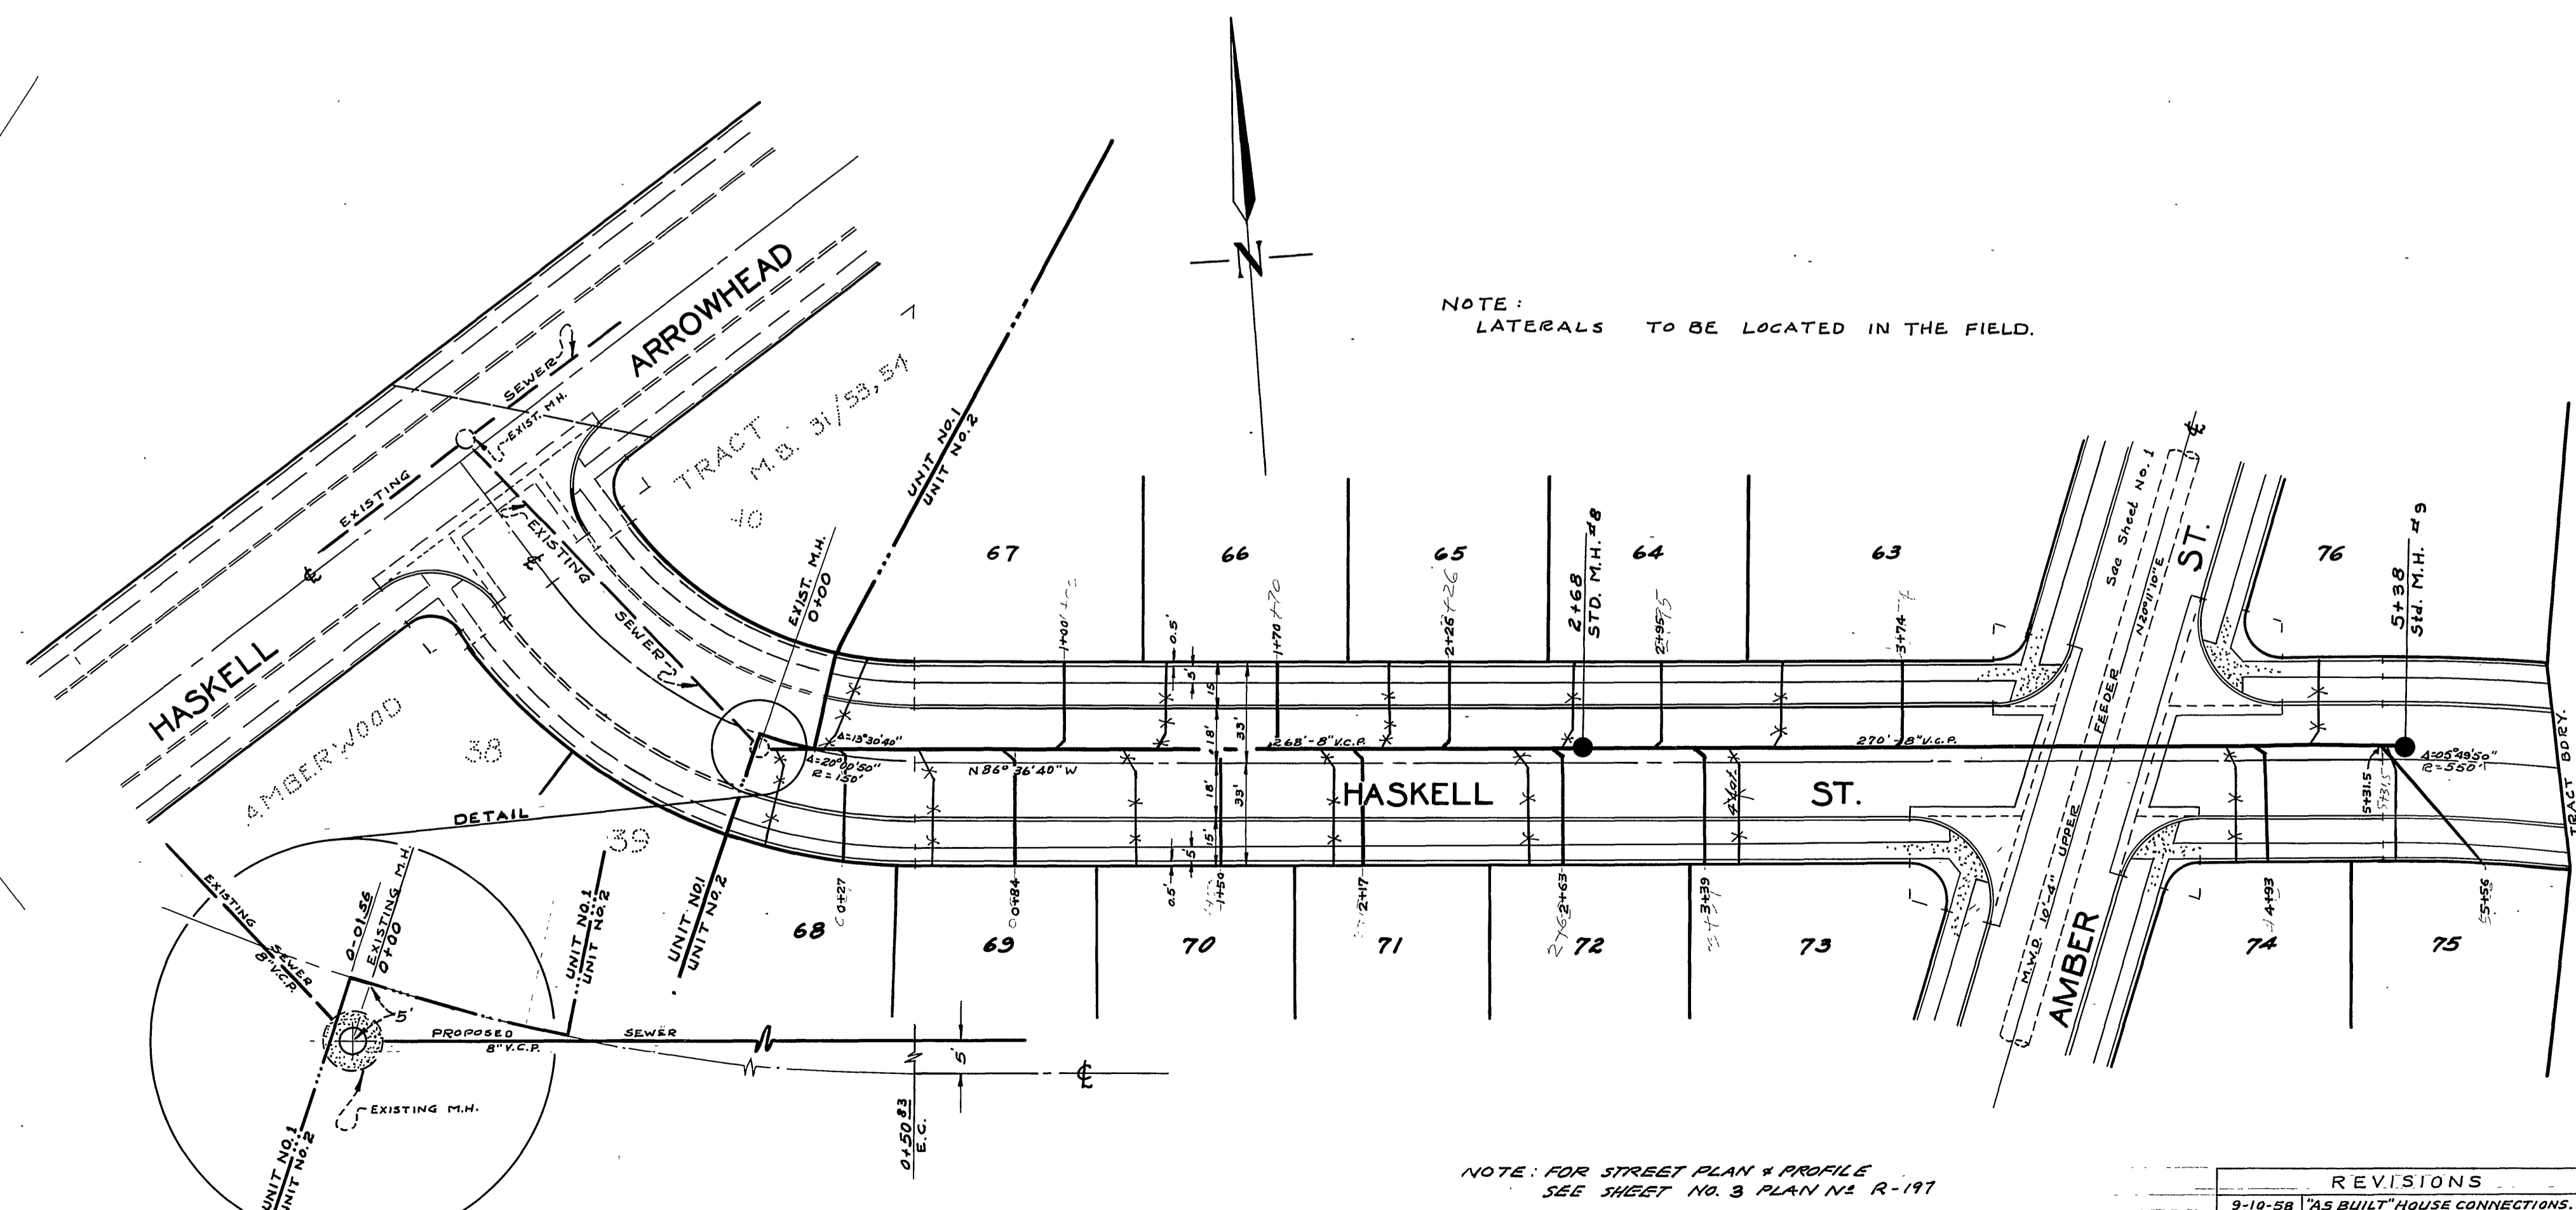 NOTE :
LATERALS TO BE LOCATED IN THE FIELD.
N
ARROWHEAD
SEWER
EXIST. M.H.
EXISTING
HASKELL
TRACT
M.B. 31/53,54
40
UNIT NO.1
UNIT NO.2
EXISTING
SEWER
EXIST. M.H.
0+00
AMBERWOOD
38
39
DETAIL
67
66
65
64
63
76
1+00
1+70
2+26
2+68
STD. M.H. #8
2+95
3+74
See Sheet No. 1
N20°11'10"E
ST.
5+38
Std. M.H. #9
0.5'
5'
15'
18'
33'
Δ=13°30'40"
Δ=20°00'50"
R=150'
N 86° 36' 40" W
268'-8" V.C.P.
270'-8" V.C.P.
Δ=05°49'50"
R=550'
HASKELL ST.
18'
33'
15'
5'
0.5'
M.W.D. 10'-4" UPPER FEEDER
AMBER
5+31.5
5+31.5
TRACT BDRY.
UNIT NO.1
UNIT NO.2
0+27
0+84
1+50
2+17
2+63
3+39
4+93
5+56
68
69
70
71
72
73
74
75
EXISTING SEWER
8" V.C.P.
0-01.56
EXISTING M.H.
0+00
UNIT NO.1
UNIT NO.2
5'
PROPOSED SEWER
8" V.C.P.
5'
EXISTING M.H.
UNIT NO.1
UNIT NO.2
0+50.83
E.C.
NOTE: FOR STREET PLAN & PROFILE
SEE SHEET NO. 3 PLAN Nº R-197
REVISIONS
9-10-58 "AS BUILT" HOUSE CONNECTIONS.